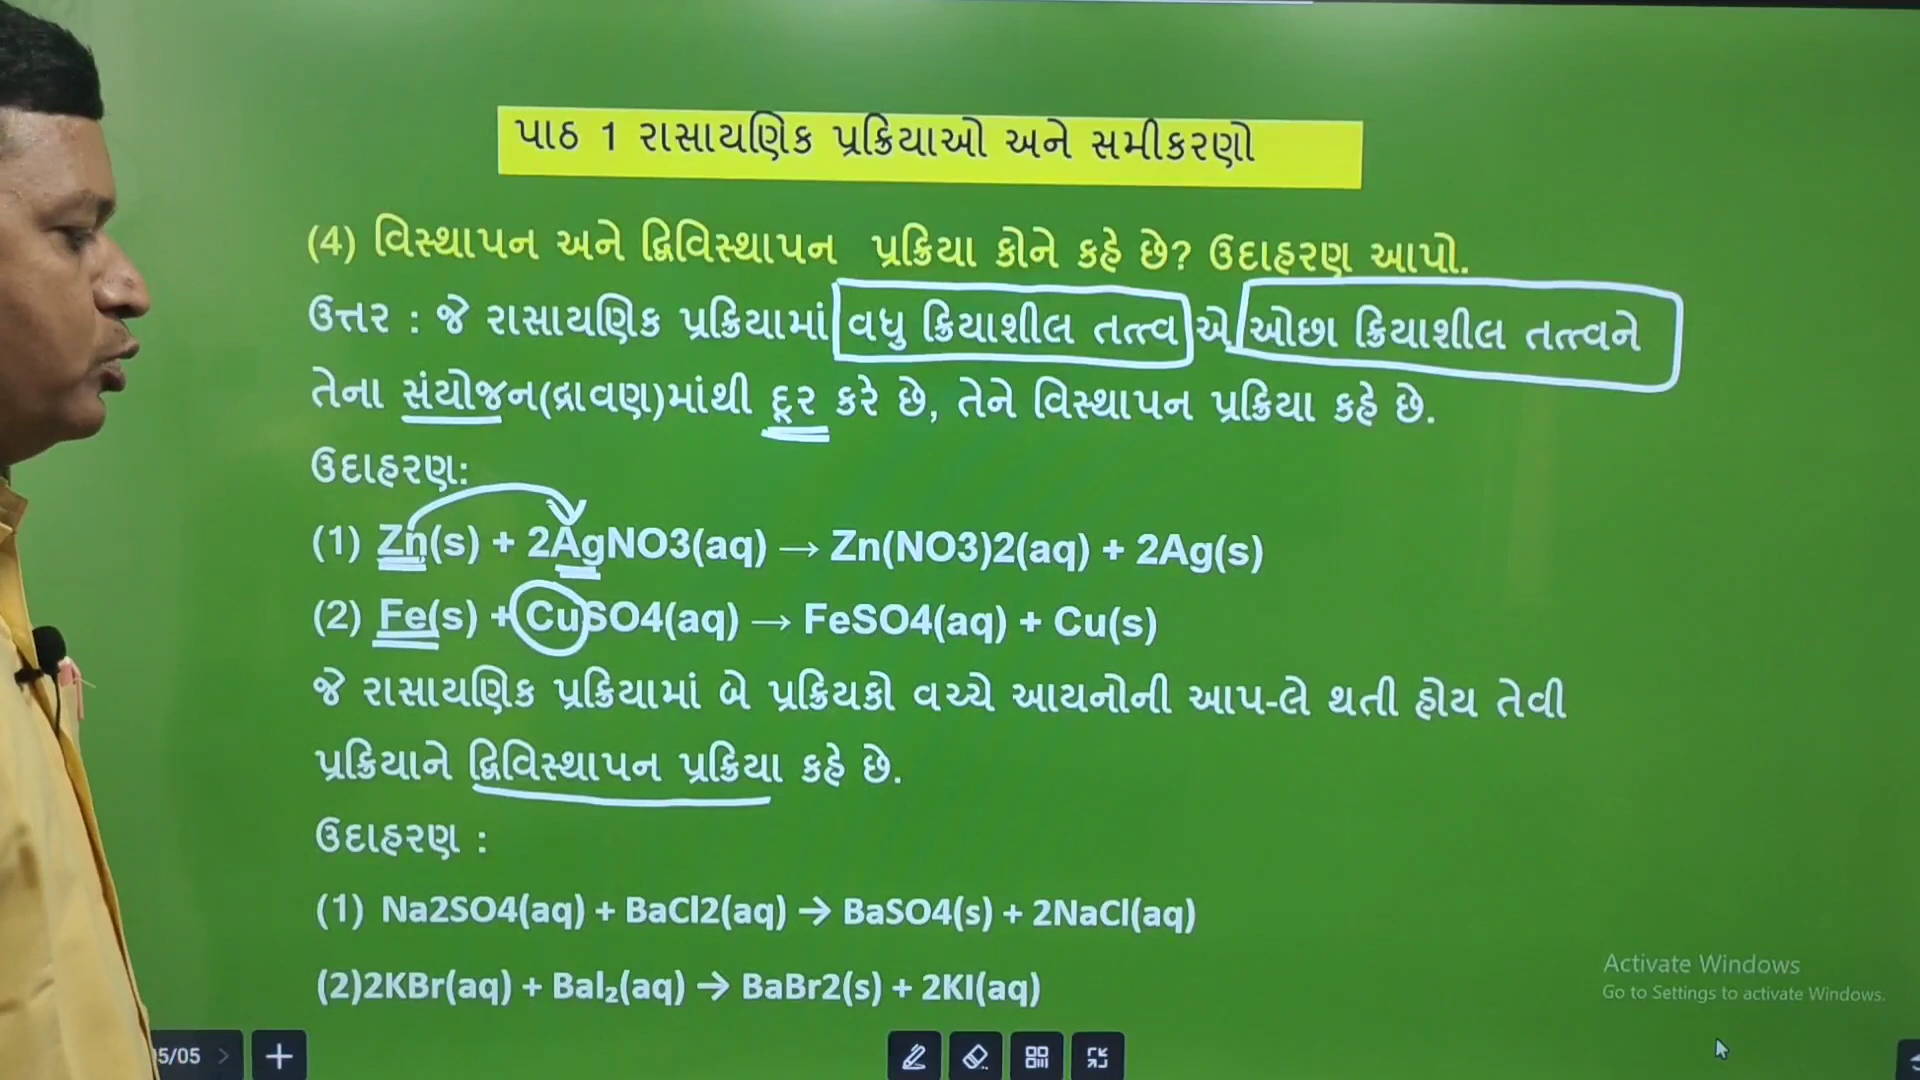 પાઠ 1 રાસાયણિક પ્રક્રિયાઓ અને સમીકરણો
(4) વિસ્થાપન અને દ્વિવિસ્થાપન પ્રક્રિયા કોને કહે છે? ઉદાહરણ આપો.
ઉત્તર : જે રાસાયણિક પ્રક્રિયામાં વધુ ક્રિયાશીલ તત્ત્વ એ ઓછા ક્રિયાશીલ તત્ત્વને
તેના સંયોજન(દ્રાવણ)માંથી દૂર કરે છે, તેને વિસ્થાપન પ્રક્રિયા કહે છે.
ઉદાહરણ:
(1) Zn(s) + 2AgNO3(aq) → Zn(NO3)2(aq) + 2Ag(s)
(2) Fe(s) + CuSO4(aq) → FeSO4(aq) + Cu(s)
જે રાસાયણિક પ્રક્રિયામાં બે પ્રક્રિયકો વચ્ચે આયનોની આપ-લે થતી હોય તેવી
પ્રક્રિયાને દ્વિવિસ્થાપન પ્રક્રિયા કહે છે.
ઉદાહરણ :
(1) Na2SO4(aq) + BaCl2(aq) → BaSO4(s) + 2NaCl(aq)
(2)2KBr(aq) + BaI₂(aq) → BaBr2(s) + 2KI(aq)
Activate Windows
Go to Settings to activate Windows.
5/05